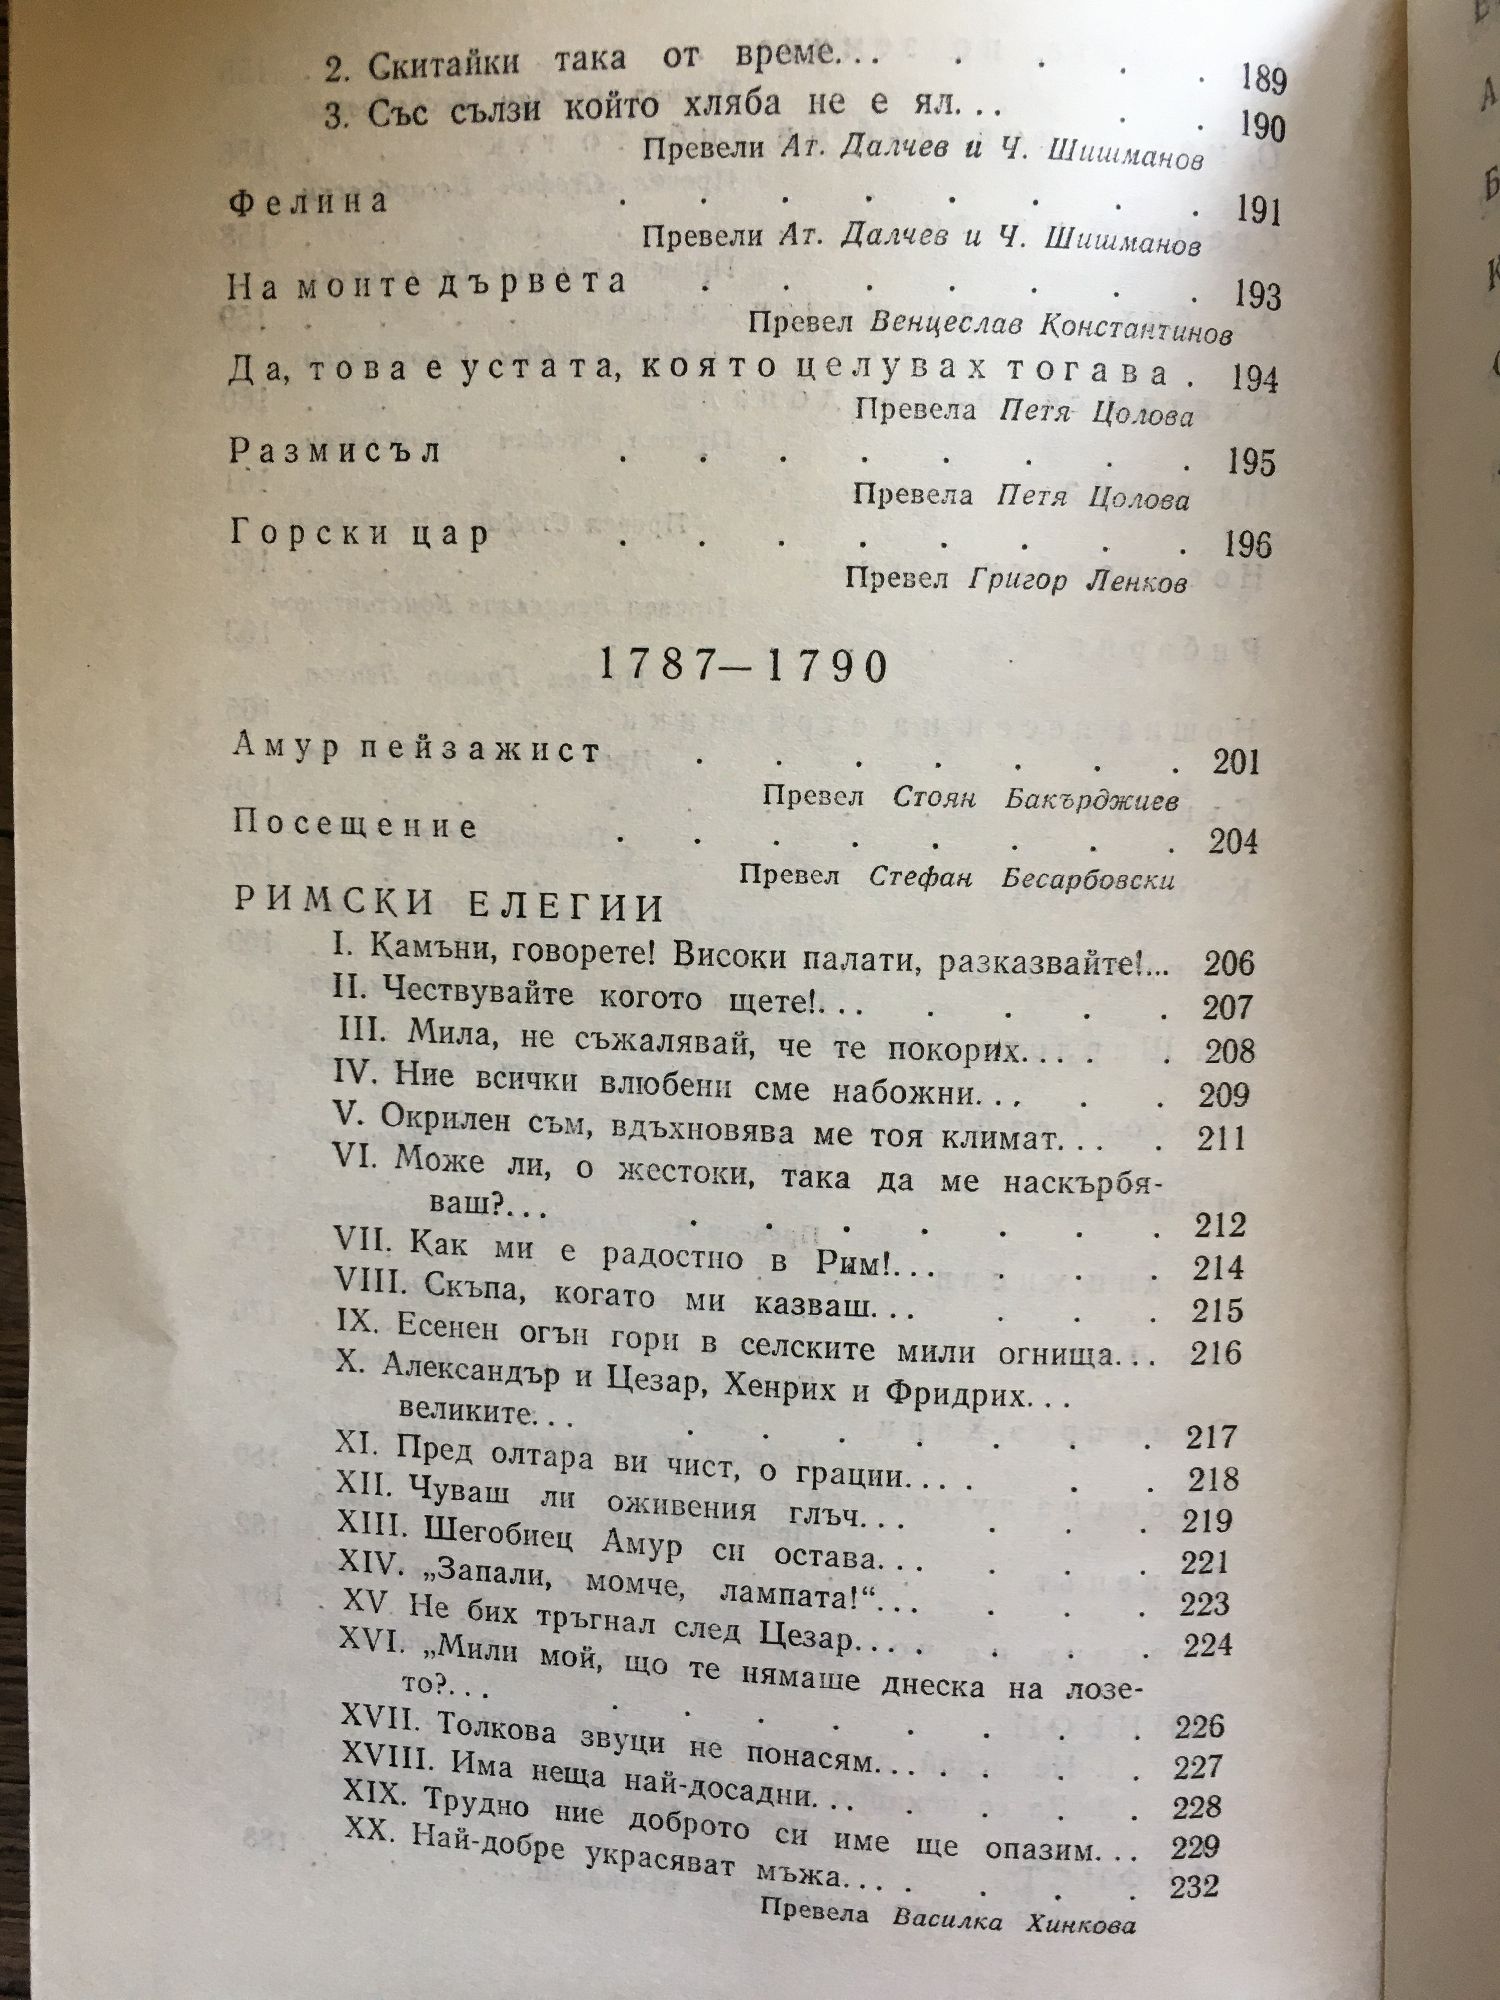 2. Скитайки така от време... . . . . 189
3. Със сълзи който хляба не е ял... . . 190
Превели Ат. Далчев и Ч. Шишманов
Фелина . . . . . . . . 191
Превели Ат. Далчев и Ч. Шишманов
На моите дървета . . . . . . . 193
Превел Венцеслав Константинов
Да, това е устата, която целувах тогава . 194
Превела Петя Цолова
Размисъл . . . . . . . . 195
Превела Петя Цолова
Горски цар . . . . . . . . 196
Превел Григор Ленков
1787—1790
Амур пейзажист . . . . . . . 201
Превел Стоян Бакърджиев
Посещение . . . . . . . . 204
Превел Стефан Бесарбовски
РИМСКИ ЕЛЕГИИ
I. Камъни, говорете! Високи палати, разказвайте!... 206
II. Чествувайте когото щете!... . . . . 207
III. Мила, не съжалявай, че те покорих... . . 208
IV. Ние всички влюбени сме набожни... . . 209
V. Окрилен съм, вдъхновява ме тоя климат... . 211
VI. Може ли, о жестоки, така да ме наскърбя-
ваш?... . . . . . . . 212
VII. Как ми е радостно в Рим!... . . . 214
VIII. Скъпа, когато ми казваш... . . . 215
IX. Есенен огън гори в селските мили огнища... 216
X. Александър и Цезар, Хенрих и Фридрих...
великите... . . . . . . . 217
XI. Пред олтара ви чист, о грации... . . . 218
XII. Чуваш ли оживения глъч... . . . 219
XIII. Шегобиец Амур си остава... . . . 221
XIV. „Запали, момче, лампата!“... . . . 223
XV Не бих тръгнал след Цезар... . . . . 224
XVI. „Мили мой, що те нямаше днеска на лозе-
то?... . . . . . . . . 226
XVII. Толкова звуци не понасям... . . . . 227
XVIII. Има неща най-досадни... . . . . . 228
XIX. Трудно ние доброто си име ще опазим... 229
XX. Най-добре украсяват мъжа... . . . . 232
Превела Василка Хинкова